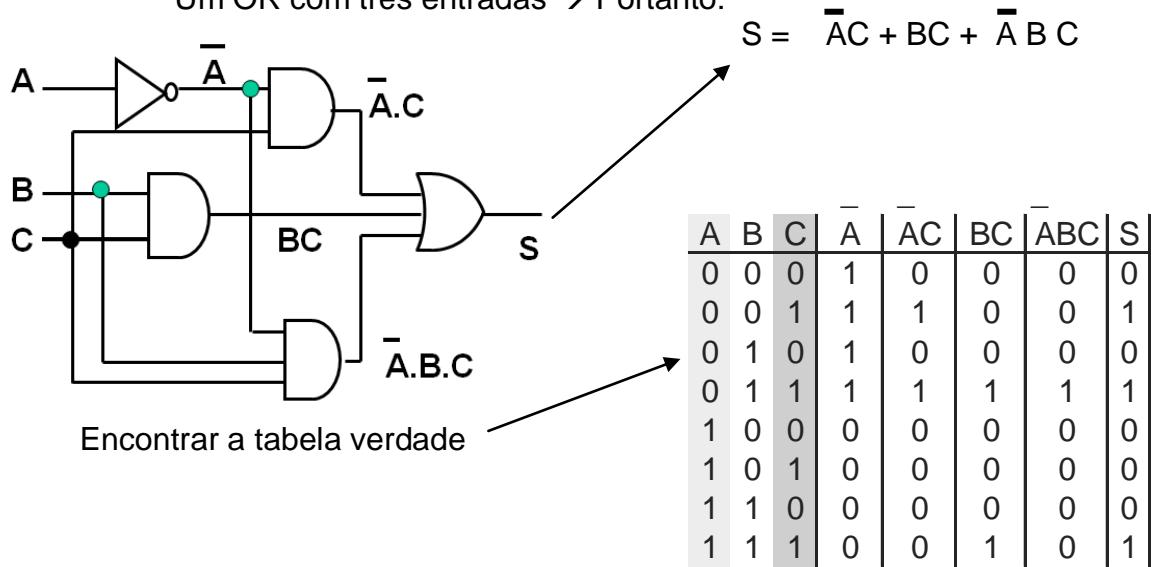 Um OR com três entradas → Portanto:
S = A̅C + BC + A̅ B C
A
A̅
A̅.C
B
C
BC
S
A̅.B.C
Encontrar a tabela verdade
A B C A̅ A̅C BC A̅BC S
0 0 0 1 0 0 0 0
0 0 1 1 1 0 0 1
0 1 0 1 0 0 0 0
0 1 1 1 1 1 1 1
1 0 0 0 0 0 0 0
1 0 1 0 0 0 0 0
1 1 0 0 0 0 0 0
1 1 1 0 0 1 0 1